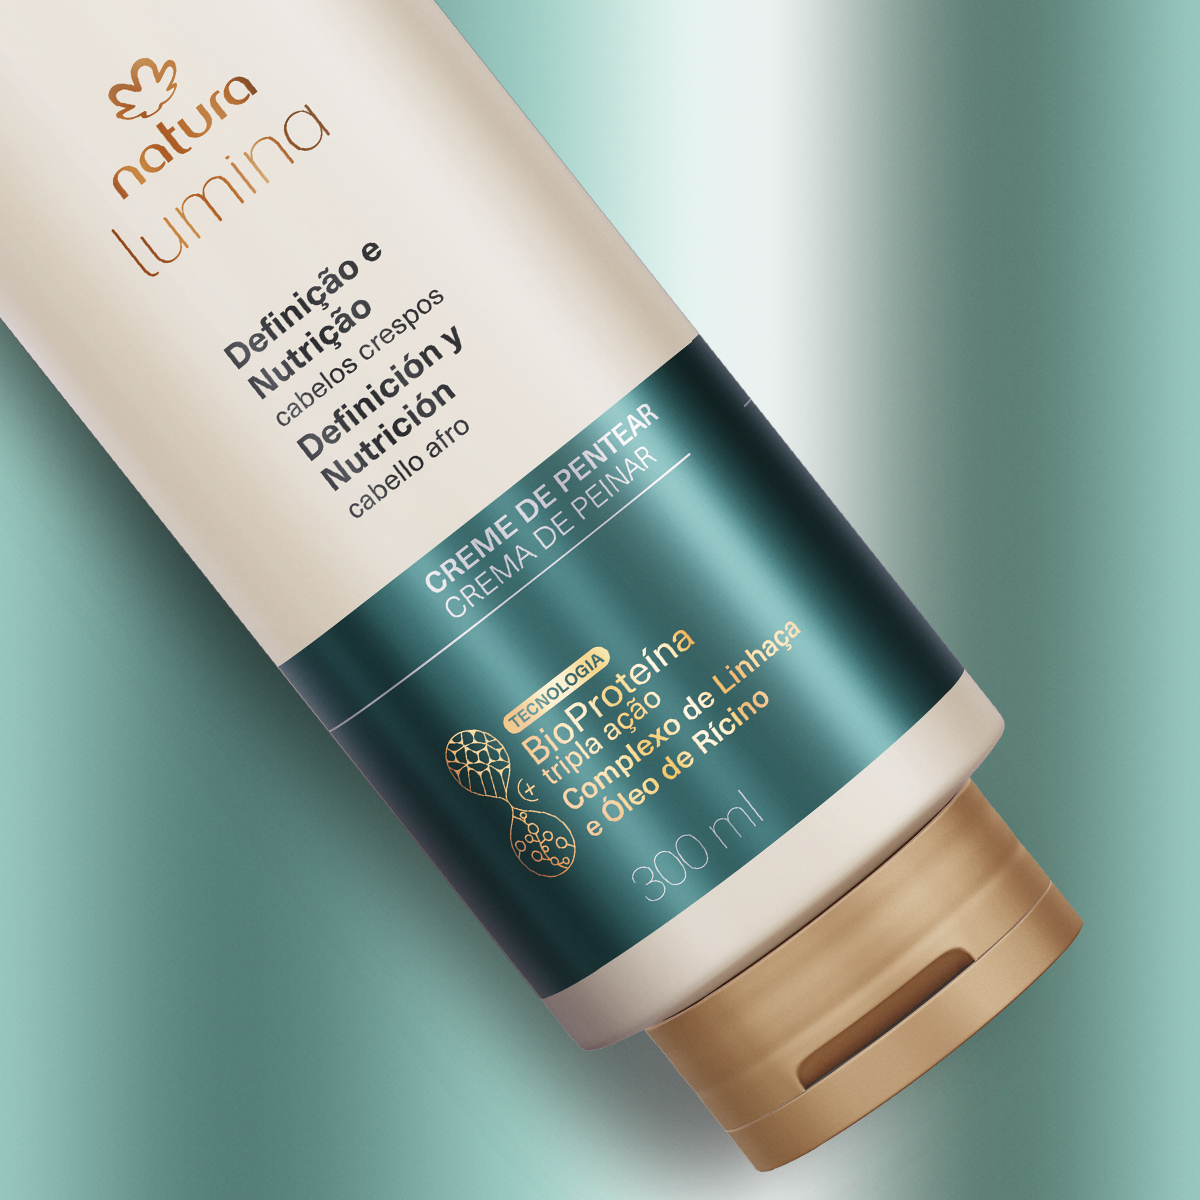 natura
lumina
Definição e
Nutrição
cabelos crespos
Definición y
Nutrición
cabello afro
CREME DE PENTEAR
CREMA DE PEINAR
TECNOLOGIA
BioProteína
tripla ação
+
Complexo de Linhaça
e Óleo de Rícino
300 ml